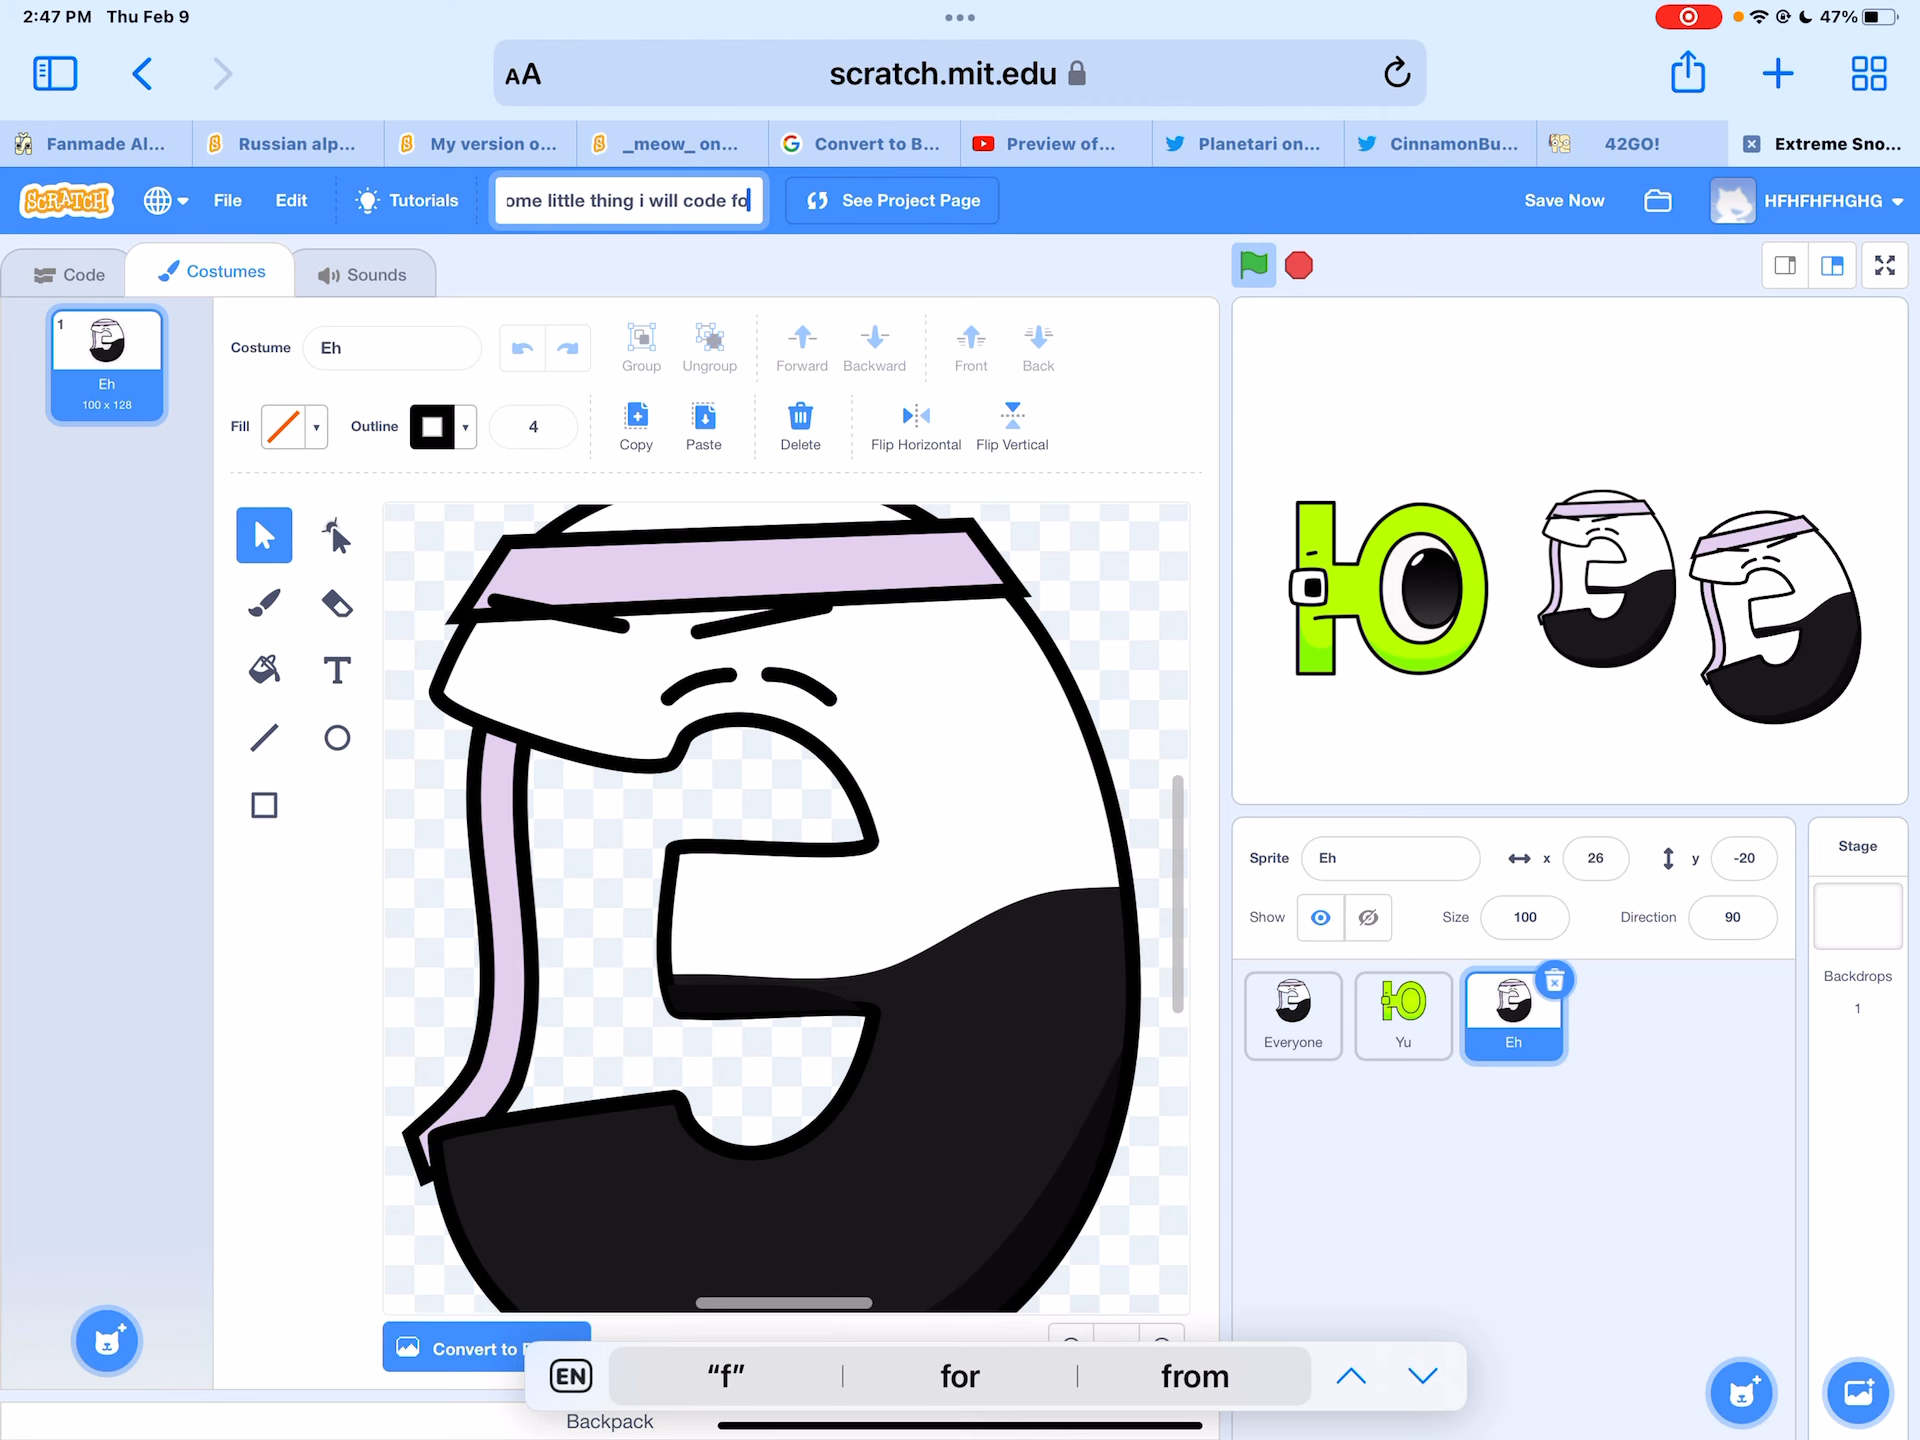 2:47 PM Thu Feb 9
47%
AA scratch.mit.edu
Fanmade Al... Russian alp... My version o... _meow_ on... Convert to B... Preview of... Planetari on... CinnamonBu... 42GO! Extreme Sno...
SCRATCH File Edit Tutorials ome little thing i will code fo See Project Page Save Now HFHFHFHGHG
Code Costumes Sounds
1
Eh
100 x 128
Costume Eh Group Ungroup Forward Backward Front Back
Fill Outline 4 Copy Paste Delete Flip Horizontal Flip Vertical
T
Ю Э Э
Sprite Eh x 26 y -20
Show Size 100 Direction 90
Everyone Yu Eh
Stage
Backdrops
1
Convert to
EN “f” for from
Backpack